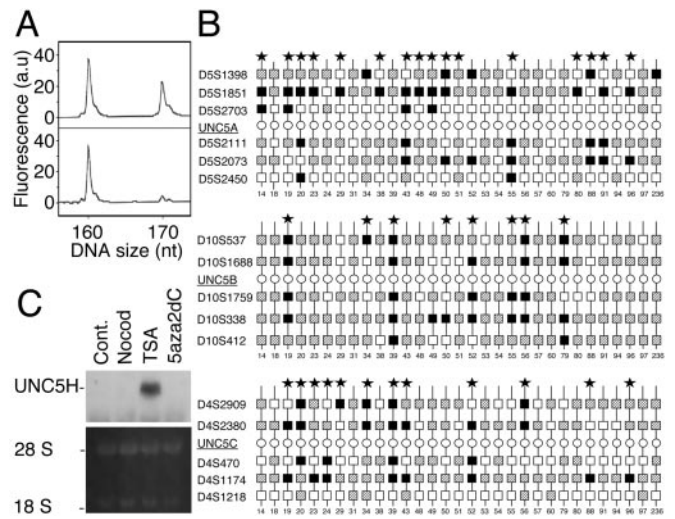 A
40
20
0
40
20
0
Fluorescence (a.u)
160 170
DNA size (nt)
B
D5S1398
D5S1851
D5S2703
UNC5A
D5S2111
D5S2073
D5S2450
14 18 19 20 23 24 29 34 38 39 43 48 49 50 51 52 53 55 56 57 60 79 80 88 91 94 96 97 236
D10S537
D10S1688
UNC5B
D10S1759
D10S338
D10S412
14 18 19 20 23 24 29 34 38 39 43 48 49 50 51 52 53 55 56 57 60 79 80 88 91 94 96 97 236
D4S2909
D4S2380
UNC5C
D4S470
D4S1174
D4S1218
14 18 19 20 23 24 29 34 38 39 43 48 49 50 51 52 53 55 56 57 60 79 80 88 91 94 96 97 236
C
Cont.
Nocod
TSA
5aza2dC
UNC5H-
28 S -
18 S -